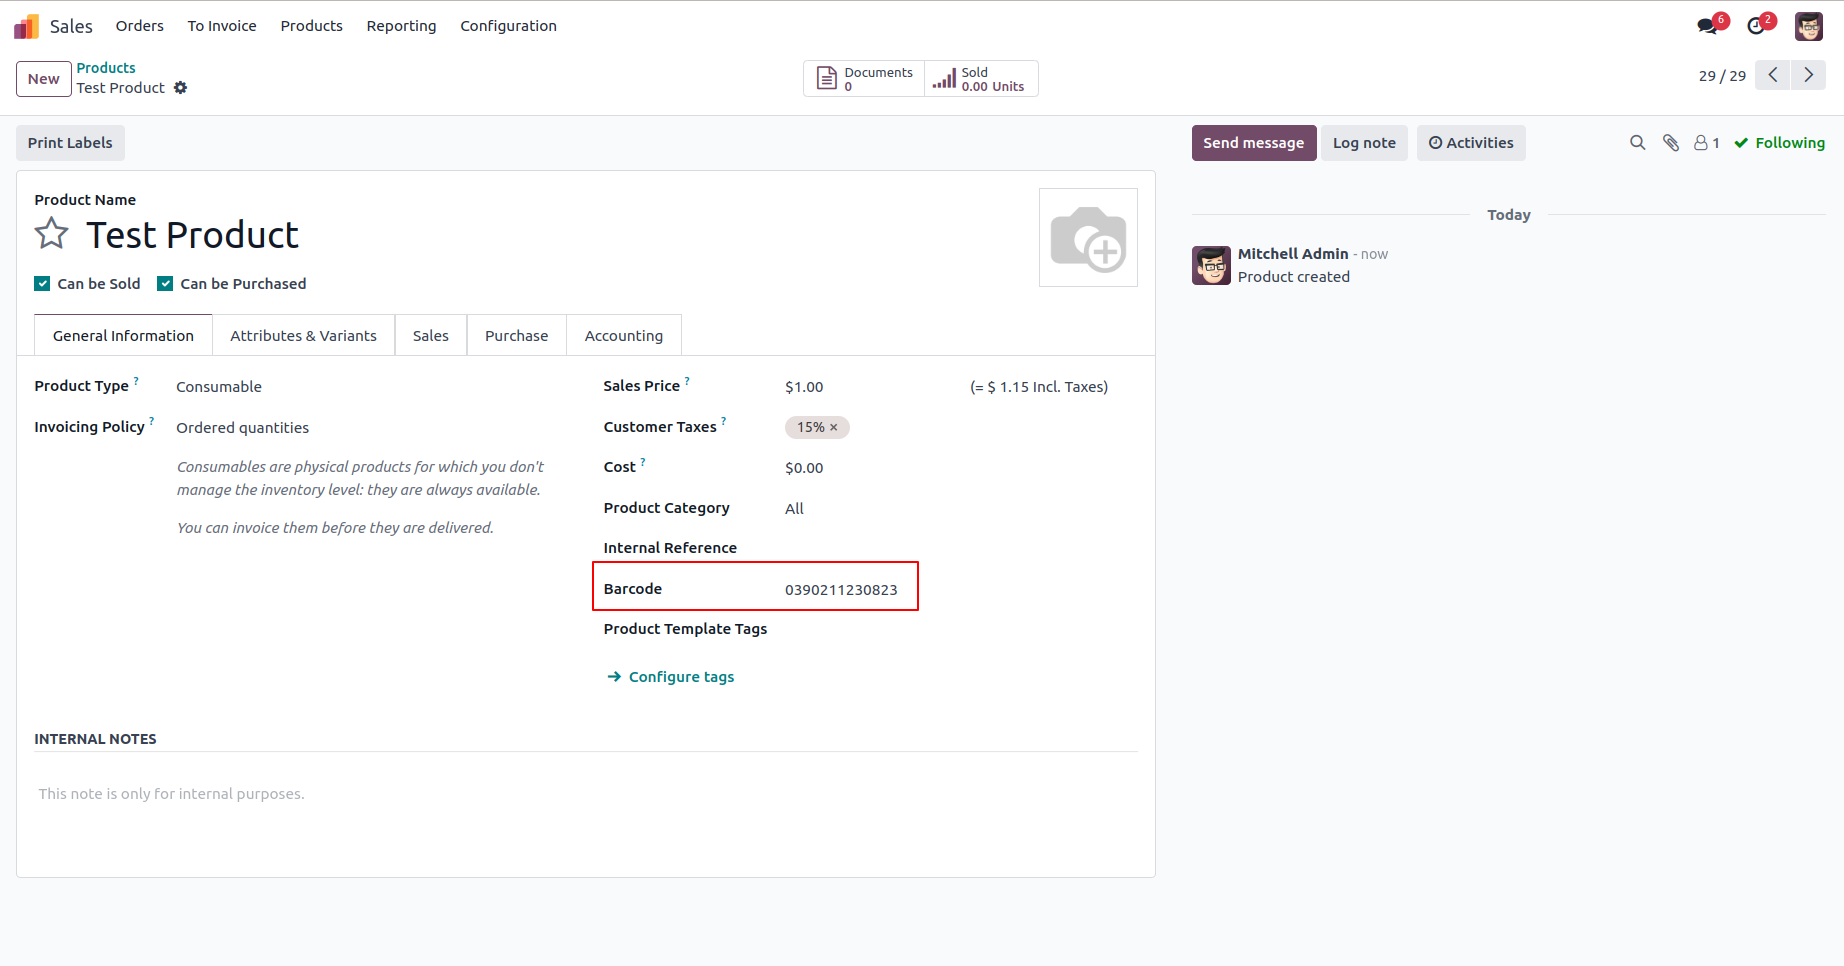 Sales Orders To Invoice Products Reporting Configuration 6 2
New Products
Test Product
Documents
0
Sold
0.00 Units
29 / 29
Print Labels
Send message Log note Activities 1 Following
Product Name
Test Product
Can be Sold Can be Purchased
General Information Attributes & Variants Sales Purchase Accounting
Product Type ? Consumable
Invoicing Policy ? Ordered quantities
Consumables are physical products for which you don't
manage the inventory level: they are always available.
You can invoice them before they are delivered.
Sales Price ? $1.00 (= $ 1.15 Incl. Taxes)
Customer Taxes ? 15% ×
Cost ? $0.00
Product Category All
Internal Reference
Barcode 0390211230823
Product Template Tags
Configure tags
INTERNAL NOTES
This note is only for internal purposes.
Today
Mitchell Admin - now
Product created